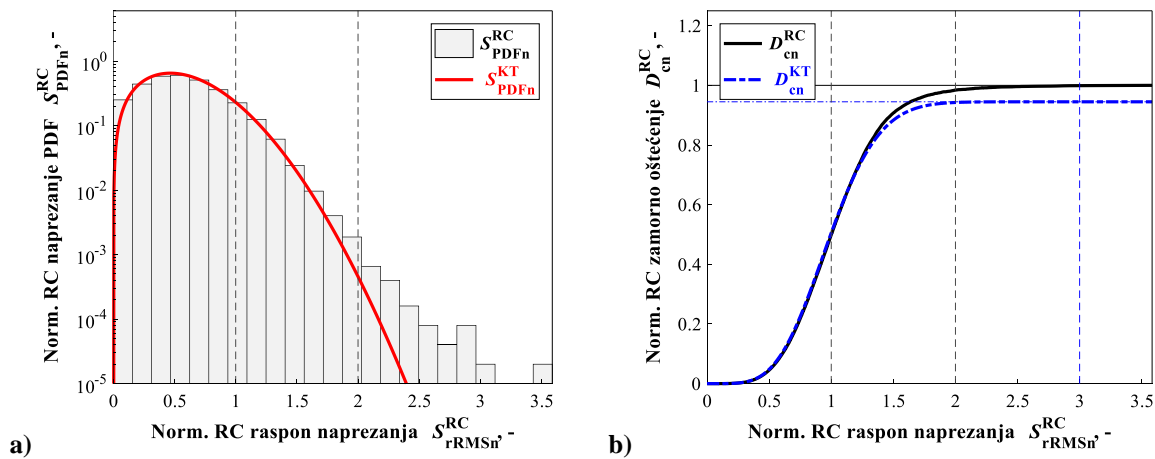 Norm. RC naprezanje PDF S^RC_PDFn, -
10^0
10^-1
10^-2
10^-3
10^-4
10^-5
S^RC_PDFn
S^KT_PDFn
0 0.5 1 1.5 2 2.5 3 3.5
Norm. RC raspon naprezanja S^RC_rRMSn, -
a)
Norm. RC zamorno oštećenje D^RC_cn, -
1.2
1
0.8
0.6
0.4
0.2
0
D^RC_cn
D^KT_cn
0 0.5 1 1.5 2 2.5 3 3.5
Norm. RC raspon naprezanja S^RC_rRMSn, -
b)